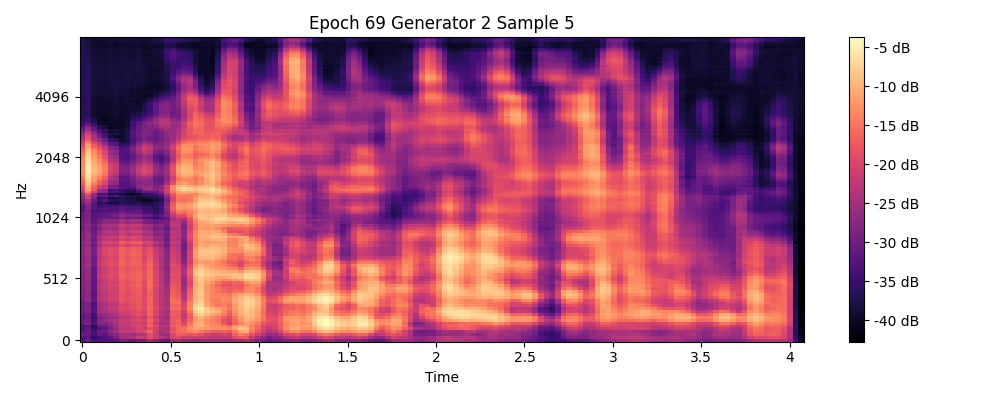 Epoch 69 Generator 2 Sample 5
Hz
4096
2048
1024
512
0
0
0.5
1
1.5
2
2.5
3
3.5
4
Time
-5 dB
-10 dB
-15 dB
-20 dB
-25 dB
-30 dB
-35 dB
-40 dB